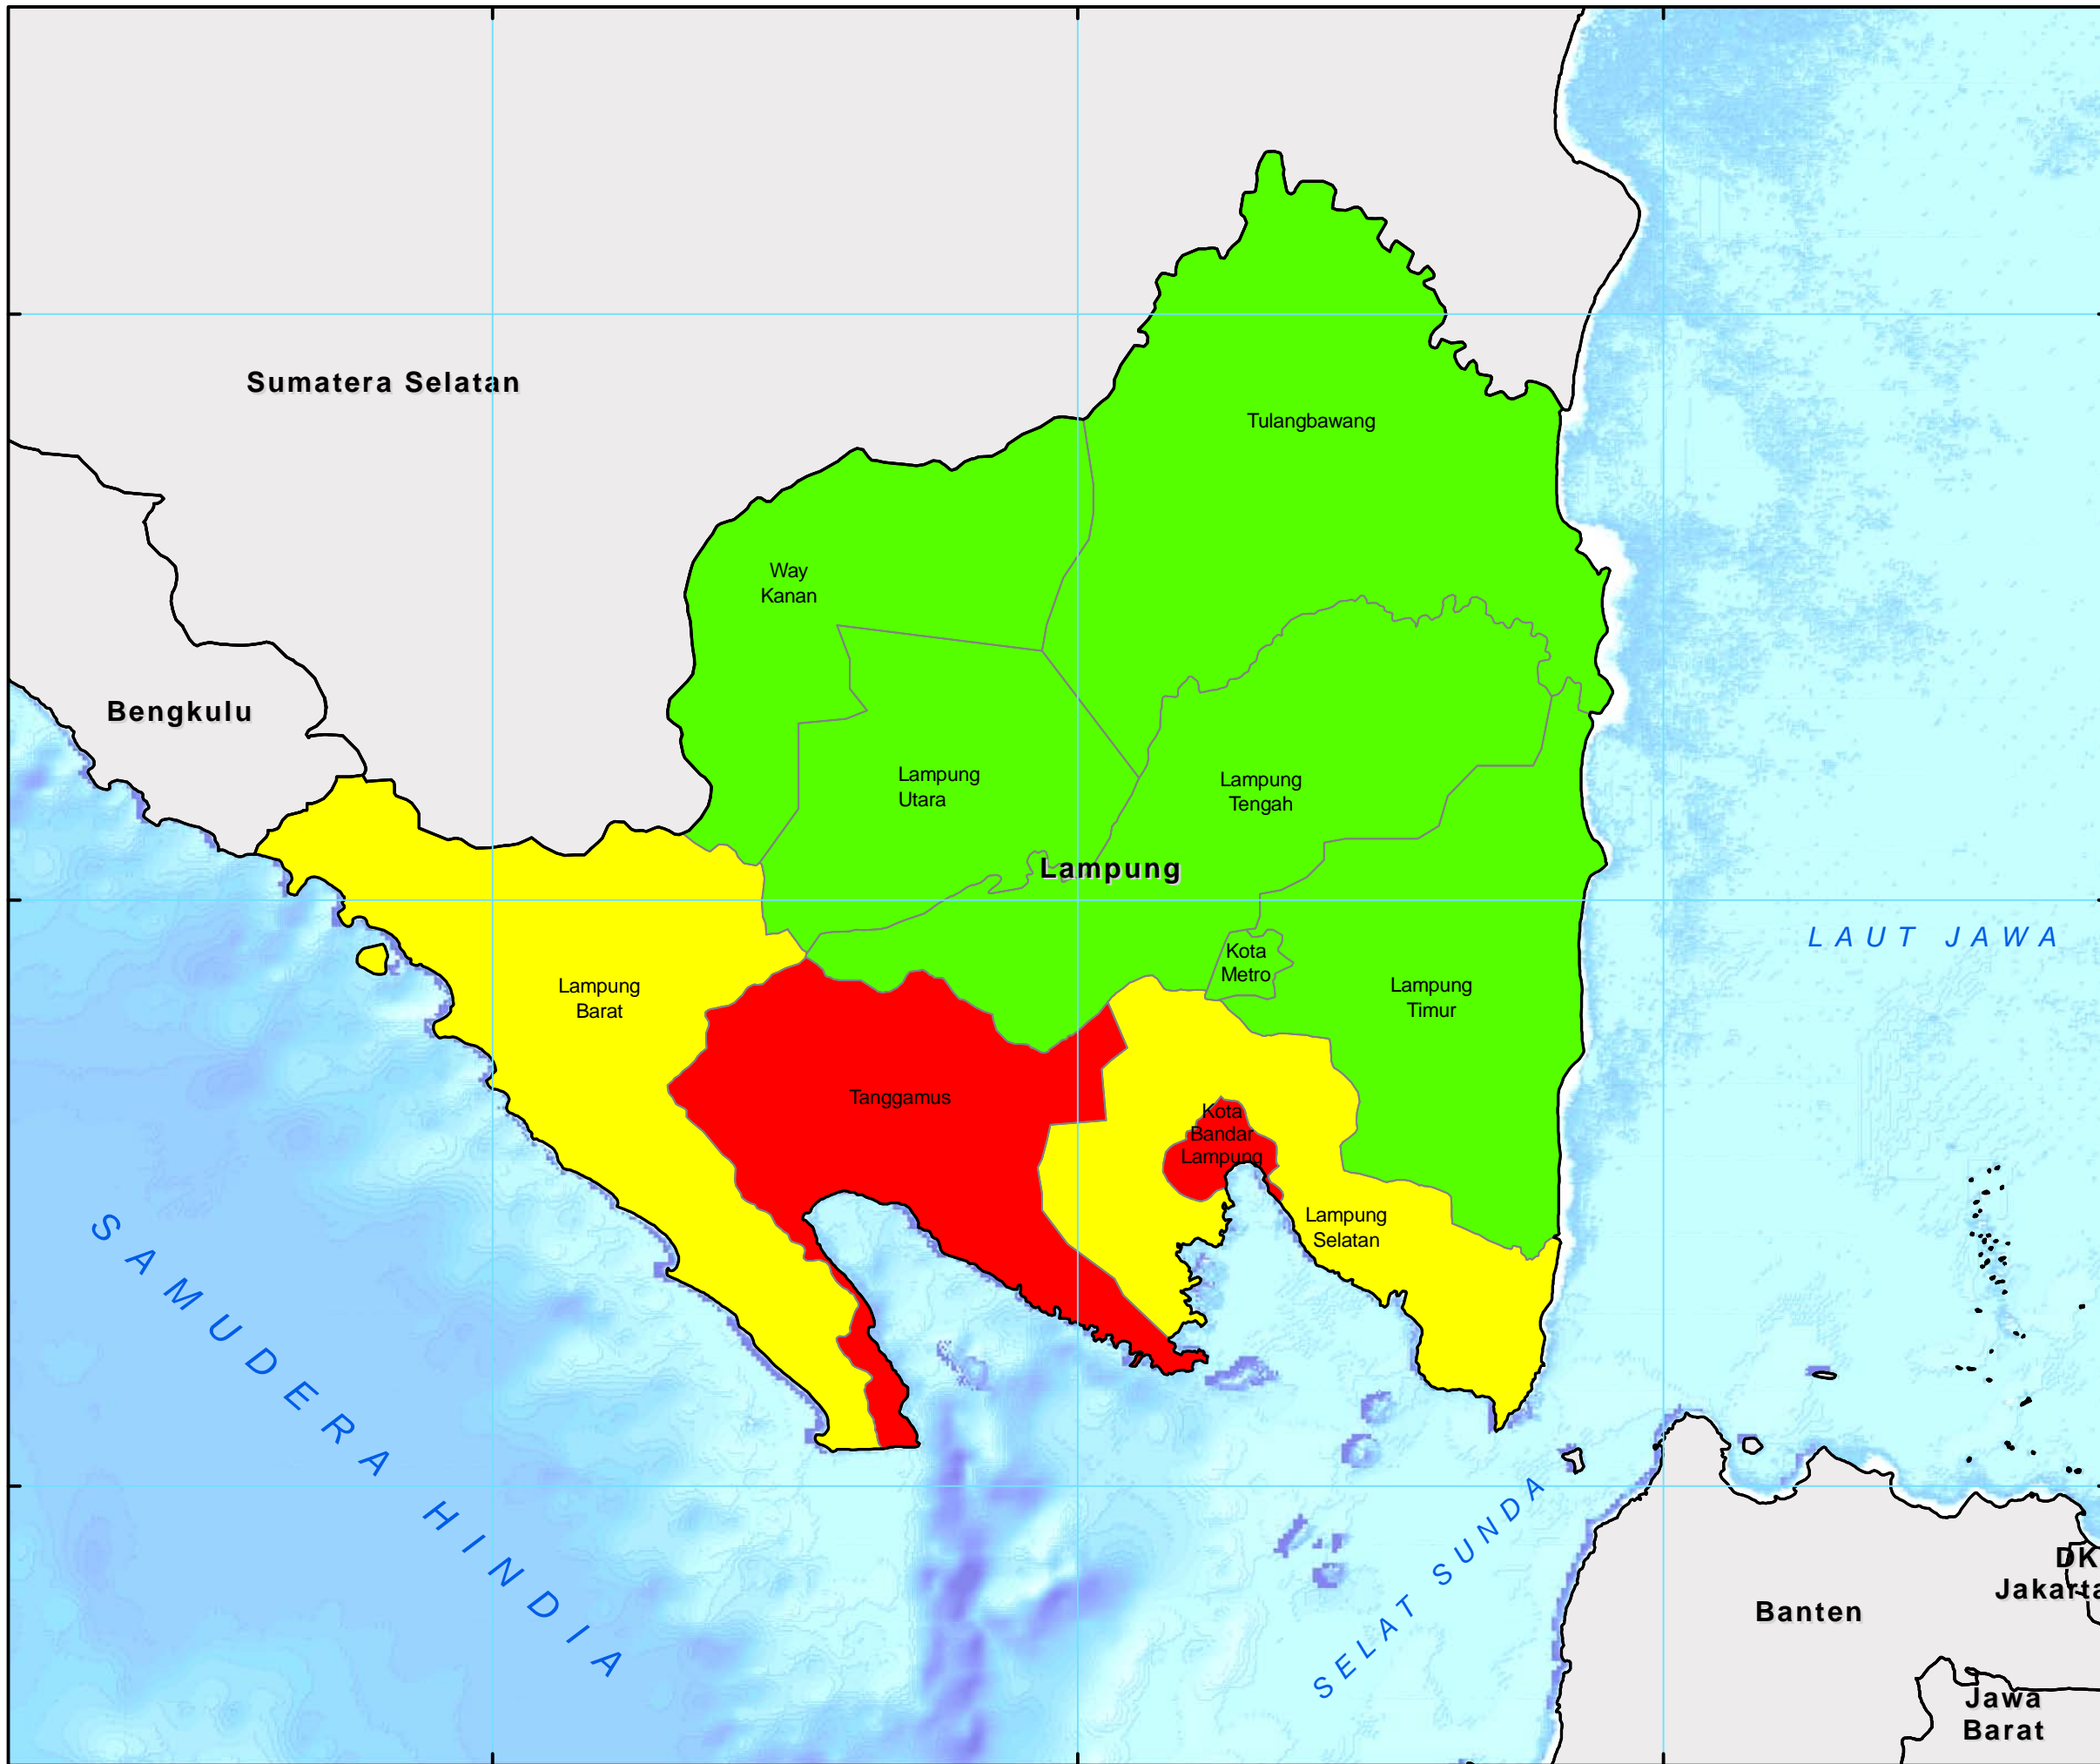 Sumatera Selatan
Tulangbawang
Way
Kanan
Bengkulu
Lampung
Utara
Lampung
Tengah
Lampung
LAUT JAWA
Kota
Metro
Lampung
Barat
Lampung
Timur
Tanggamus
Kota
Bandar
Lampung
Lampung
Selatan
SAMUDERA HINDIA
SELAT SUNDA
DK
Jakarta
Banten
Jawa
Barat